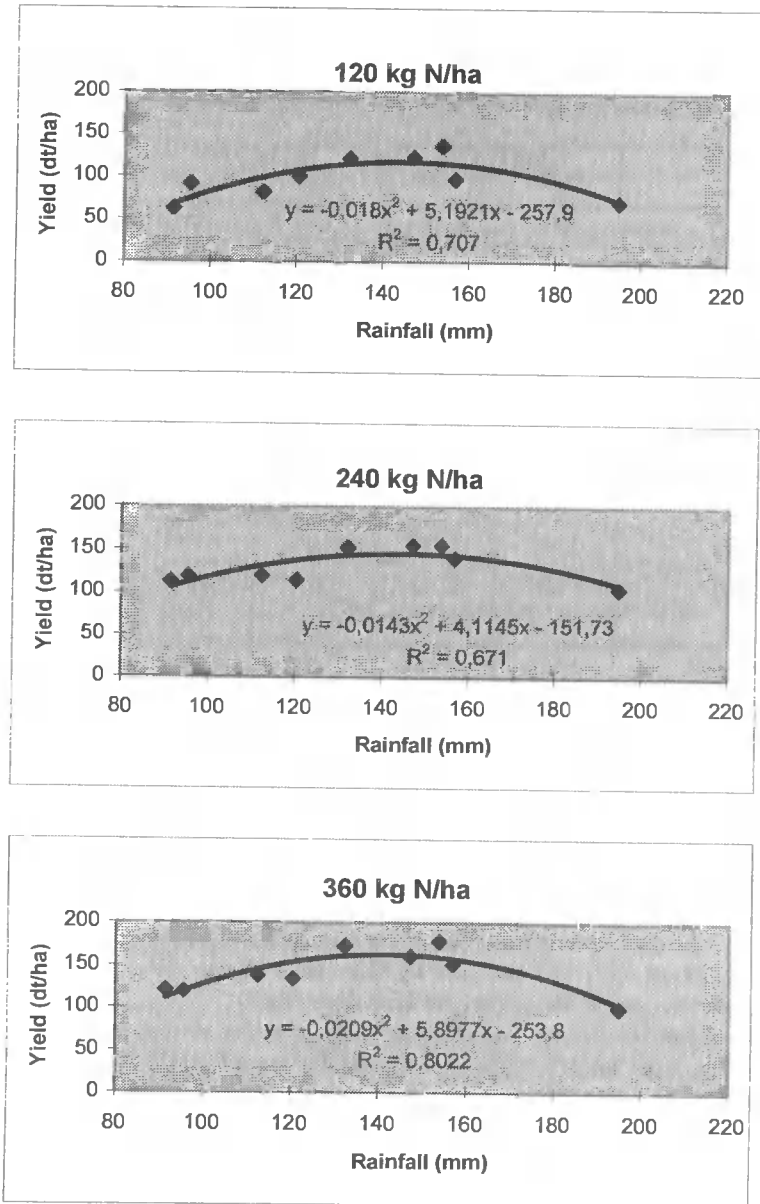 120 kg N/ha
200
150
100
50
0
Yield (dt/ha)
y = -0,018x² + 5,1921x - 257,9
R² = 0,707
80 100 120 140 160 180 200 220
Rainfall (mm)
240 kg N/ha
200
150
100
50
0
Yield (dt/ha)
y = -0,0143x² + 4,1145x - 151,73
R² = 0,671
80 100 120 140 160 180 200 220
Rainfall (mm)
360 kg N/ha
200
150
100
50
0
Yield (dt/ha)
y = -0,0209x² + 5,8977x - 253,8
R² = 0,8022
80 100 120 140 160 180 200 220
Rainfall (mm)